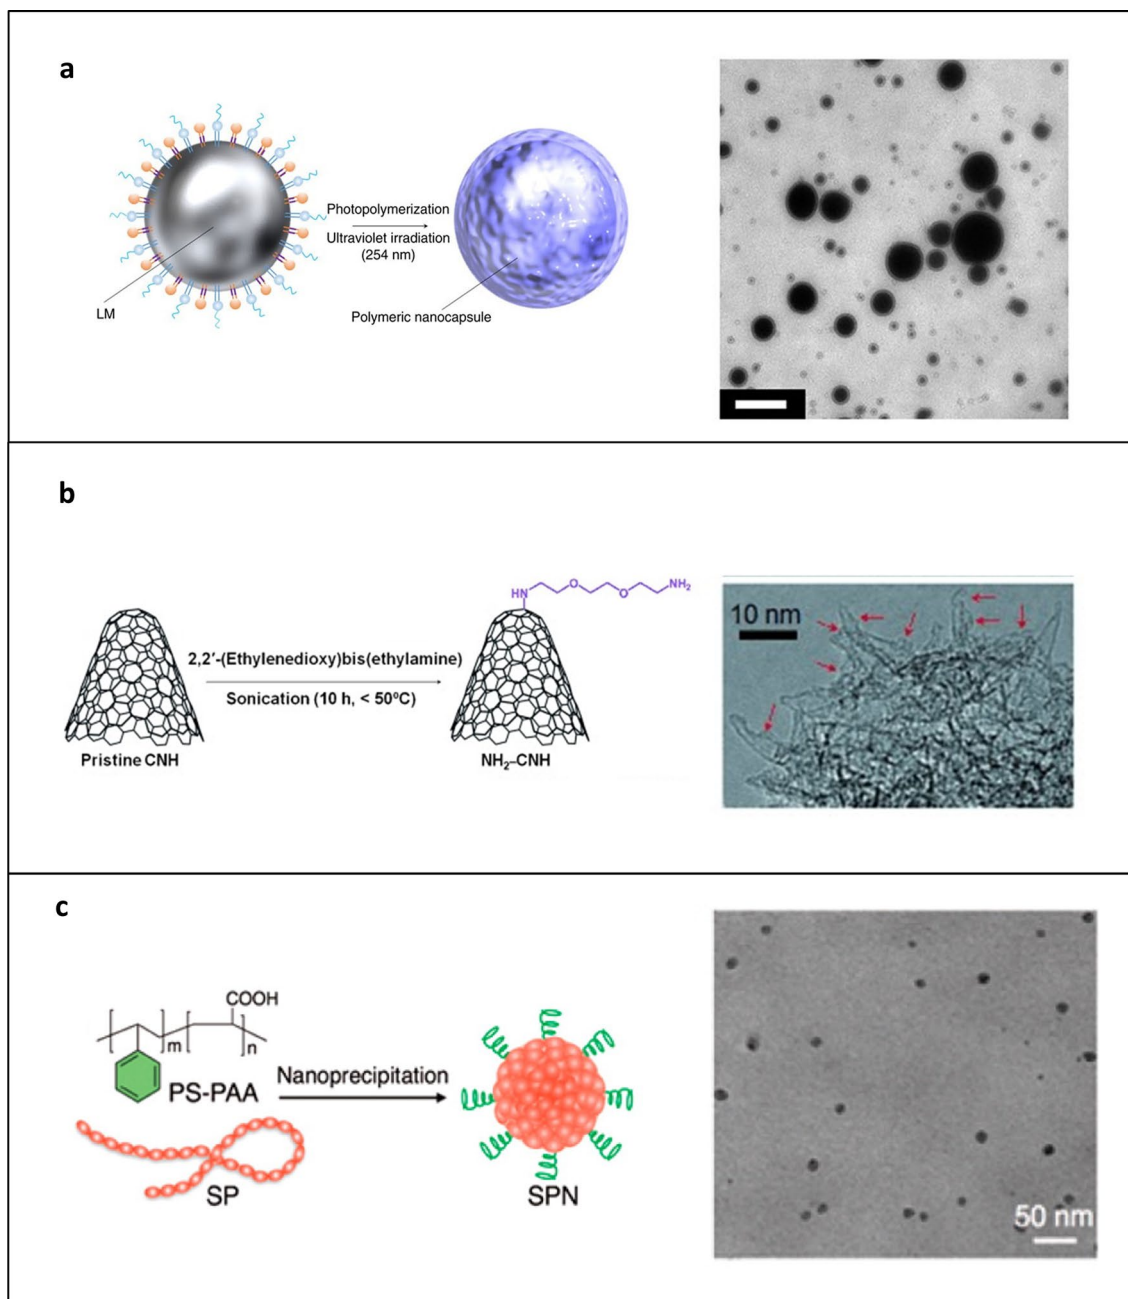 a
Photopolymerization
Ultraviolet irradiation
(254 nm)
LM
Polymeric nanocapsule
b
HN
O
O
NH₂
2,2′-(Ethylenedioxy)bis(ethylamine)
Sonication (10 h, < 50ºC)
Pristine CNH
NH₂–CNH
10 nm
c
COOH
m
n
PS-PAA
Nanoprecipitation
SP
SPN
50 nm